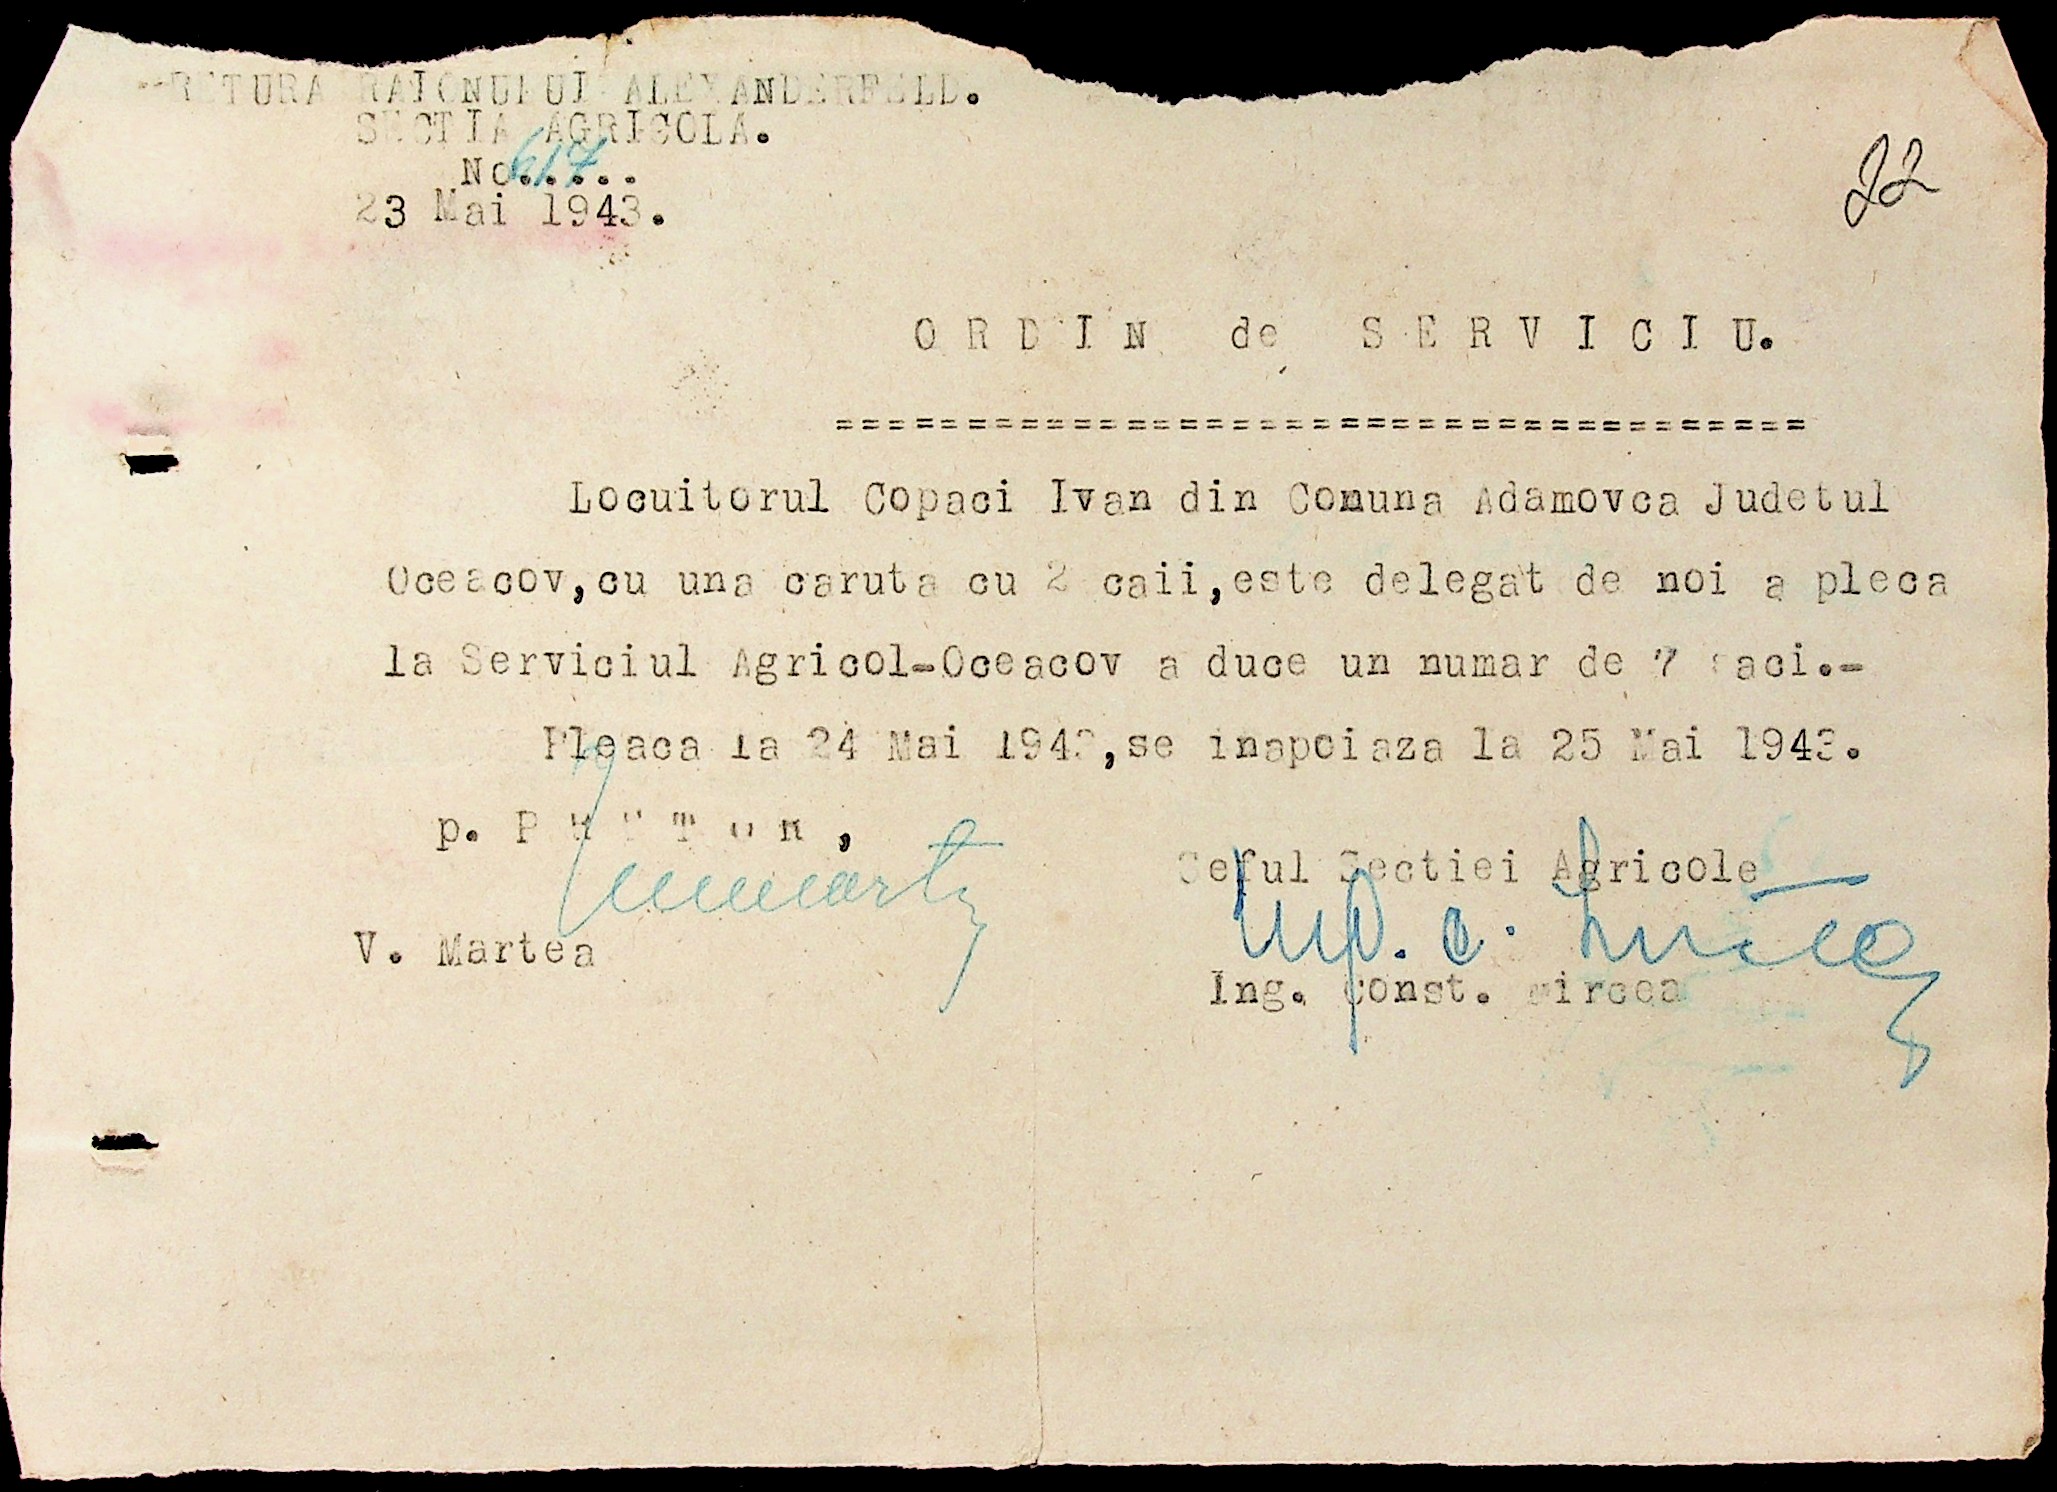 RETURA RAIONULUI ALEXANDERFELD.
SECTIA AGRICOLA.
No.617....
23 Mai 1943.
22
ORDIN de SERVICIU.
=====================================
Locuitorul Copaci Ivan din Comuna Adamovca Judetul
Oceacov,cu una caruta cu 2 caii,este delegat de noi a pleca
la Serviciul Agricol-Oceacov a duce un numar de 7 saci.-
Pleaca la 24 Mai 1943,se inapoiaza la 25 Mai 1943.
p. PRETOR,
Seful Sectiei Agricole
V. Martea
Ing. Const. Mircea